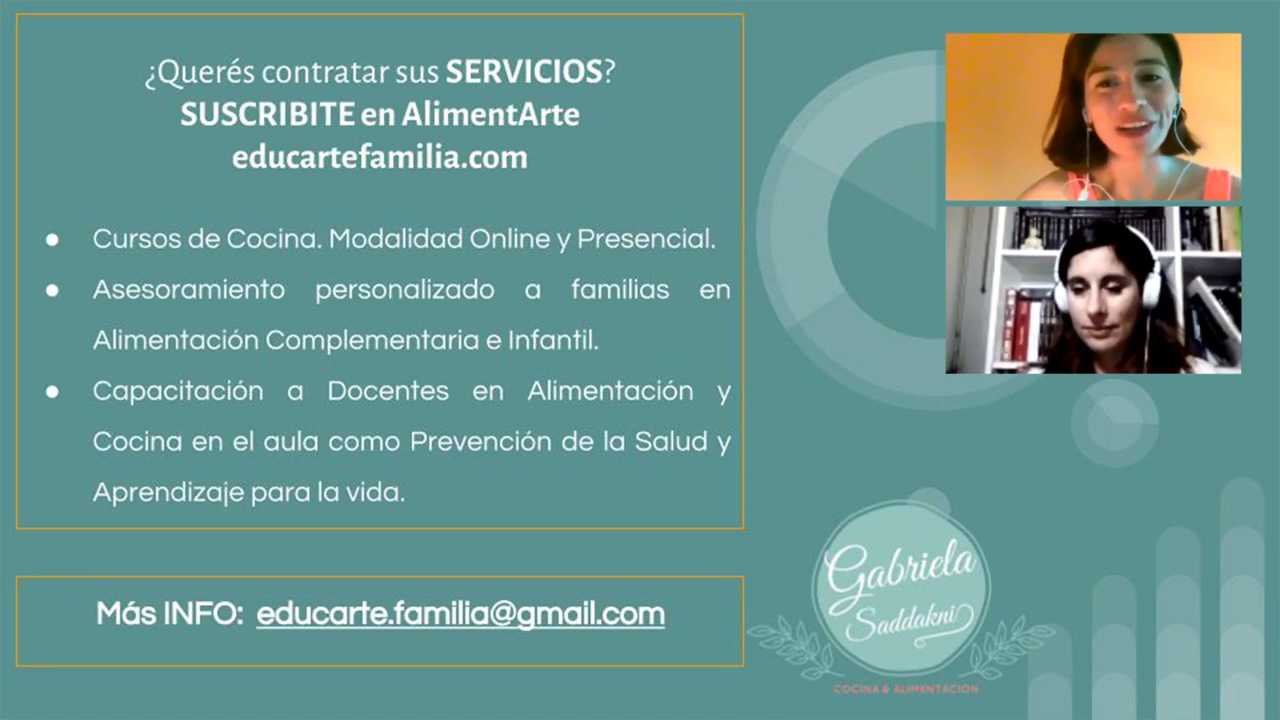 ¿Querés contratar sus SERVICIOS?
SUSCRIBITE en AlimentArte
educartefamilia.com
● Cursos de Cocina. Modalidad Online y Presencial.
● Asesoramiento personalizado a familias en
Alimentación Complementaria e Infantil.
● Capacitación a Docentes en Alimentación y
Cocina en el aula como Prevención de la Salud y
Aprendizaje para la vida.
Más INFO: educarte.familia@gmail.com
Gabriela
Saddakni
COCINA & ALIMENTACION